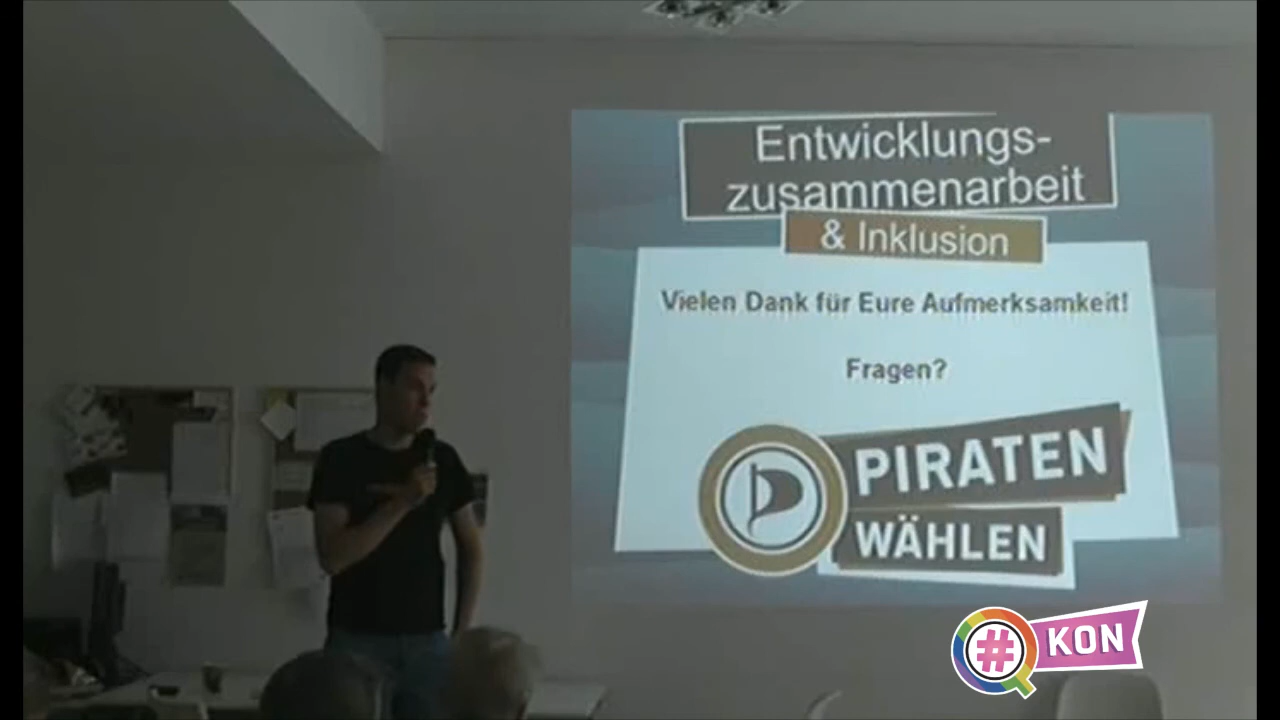 Entwicklungs-
zusammenarbeit
& Inklusion
Vielen Dank für Eure Aufmerksamkeit!
Fragen?
PIRATEN
WÄHLEN
#
KON